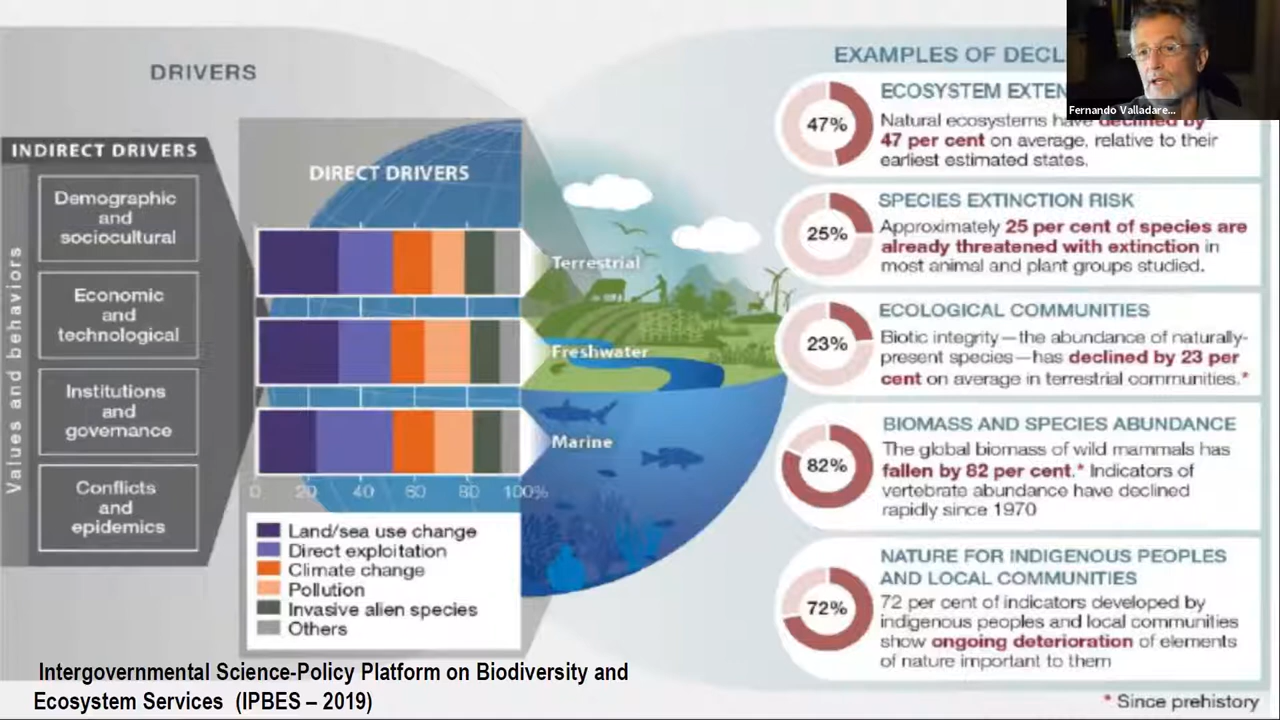 DRIVERS
INDIRECT DRIVERS
Values and behaviors
Demographic
and
sociocultural
Economic
and
technological
Institutions
and
governance
Conflicts
and
epidemics
DIRECT DRIVERS
Terrestrial
Freshwater
Marine
0 20 40 60 80 100%
Land/sea use change
Direct exploitation
Climate change
Pollution
Invasive alien species
Others
Intergovernmental Science-Policy Platform on Biodiversity and
Ecosystem Services (IPBES – 2019)
EXAMPLES OF
Fernando Valladare...
47%
ECOSYSTEM
Natural ecosystems have declined by
47 per cent on average, relative to their
earliest estimated states.
25%
SPECIES EXTINCTION RISK
Approximately 25 per cent of species are
already threatened with extinction in
most animal and plant groups studied.
23%
ECOLOGICAL COMMUNITIES
Biotic integrity—the abundance of naturally-
present species—has declined by 23 per
cent on average in terrestrial communities.*
82%
BIOMASS AND SPECIES ABUNDANCE
The global biomass of wild mammals has
fallen by 82 per cent.* Indicators of
vertebrate abundance have declined
rapidly since 1970
72%
NATURE FOR INDIGENOUS PEOPLES
AND LOCAL COMMUNITIES
72 per cent of indicators developed by
indigenous peoples and local communities
show ongoing deterioration of elements
of nature important to them
* Since prehistory